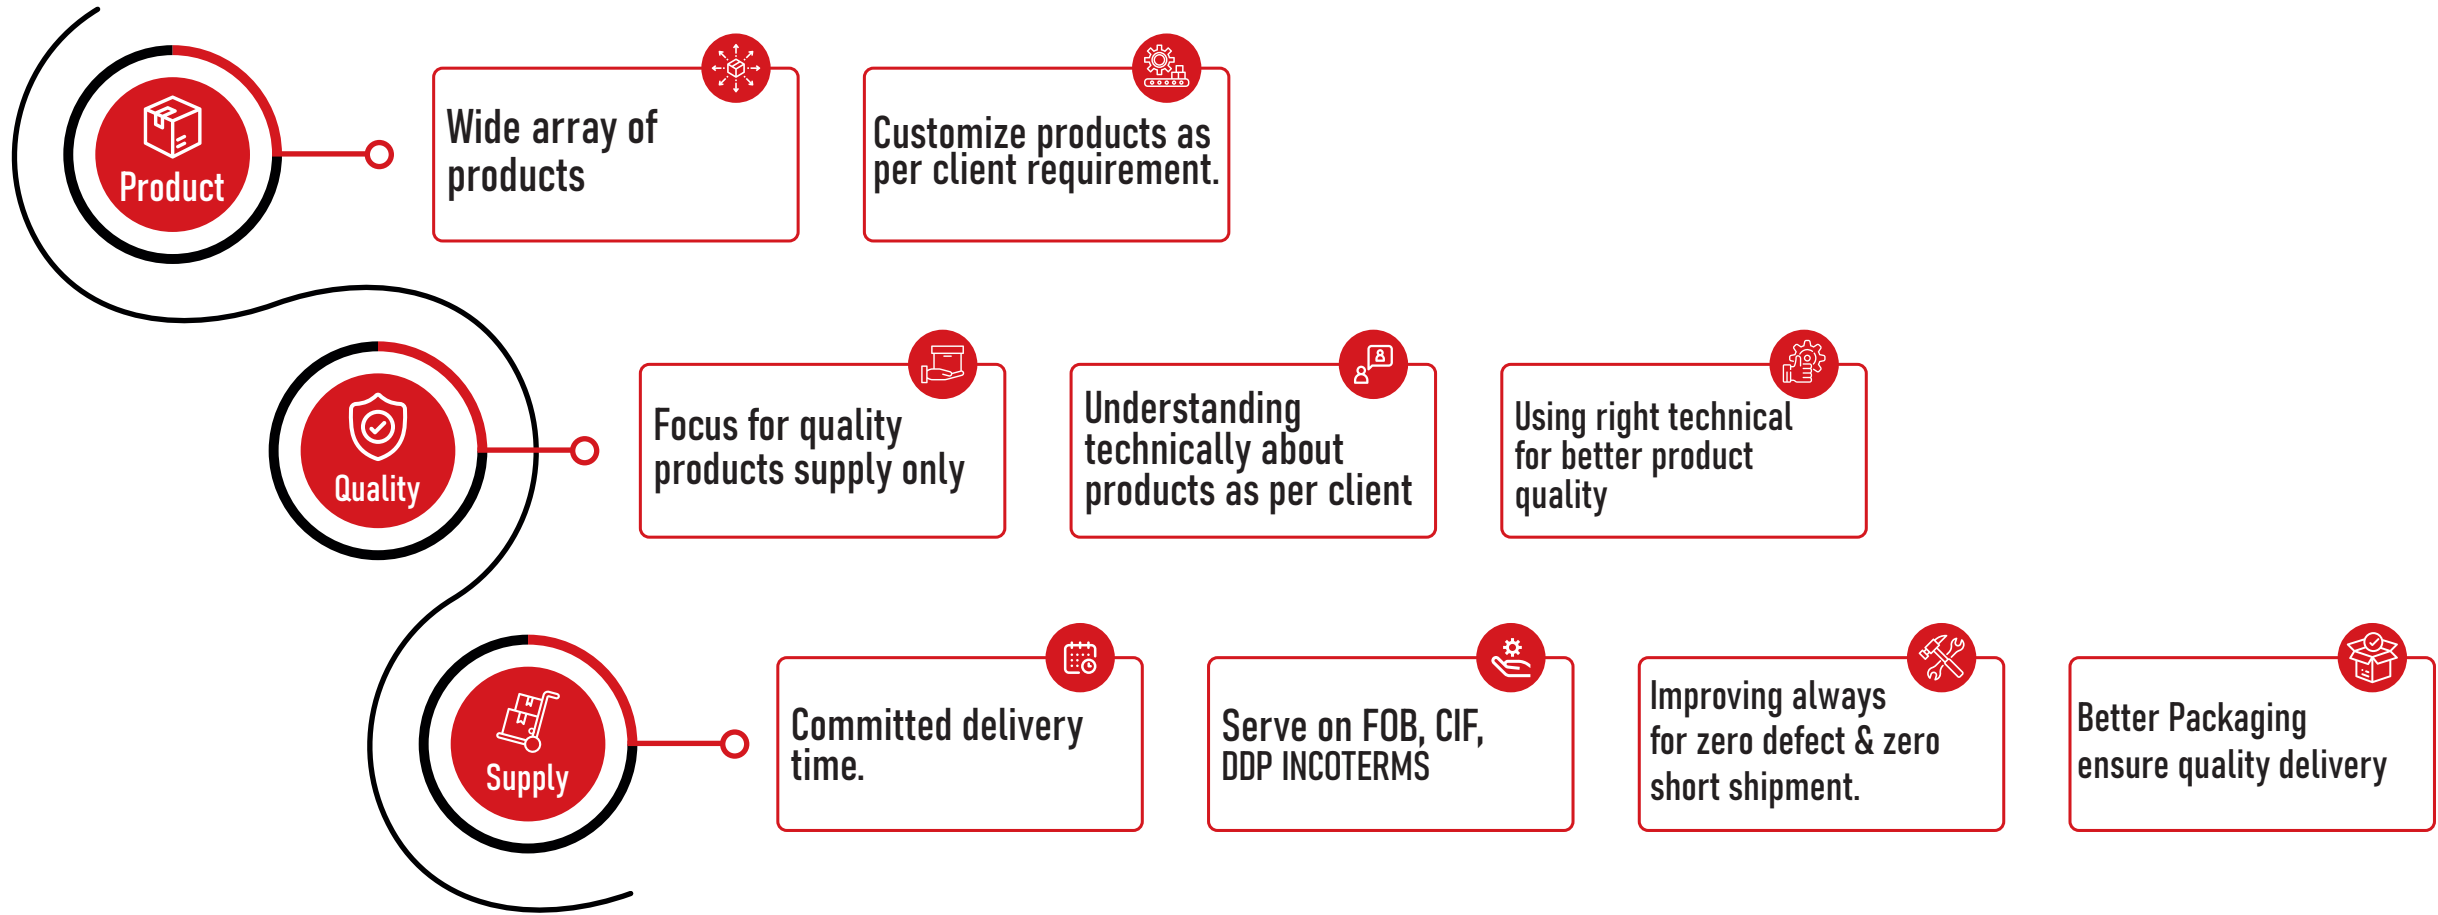 Product
Wide array of
products
Customize products as
per client requirement.
Quality
Focus for quality
products supply only
Understanding
technically about
products as per client
Using right technical
for better product
quality
Supply
Committed delivery
time.
Serve on FOB, CIF,
DDP INCOTERMS
Improving always
for zero defect & zero
short shipment.
Better Packaging
ensure quality delivery